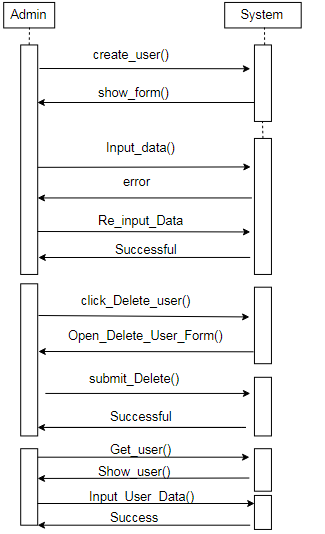 Admin
System
create_user()
show_form()
Input_data()
error
Re_input_Data
Successful
click_Delete_user()
Open_Delete_User_Form()
submit_Delete()
Successful
Get_user()
Show_user()
Input_User_Data()
Success